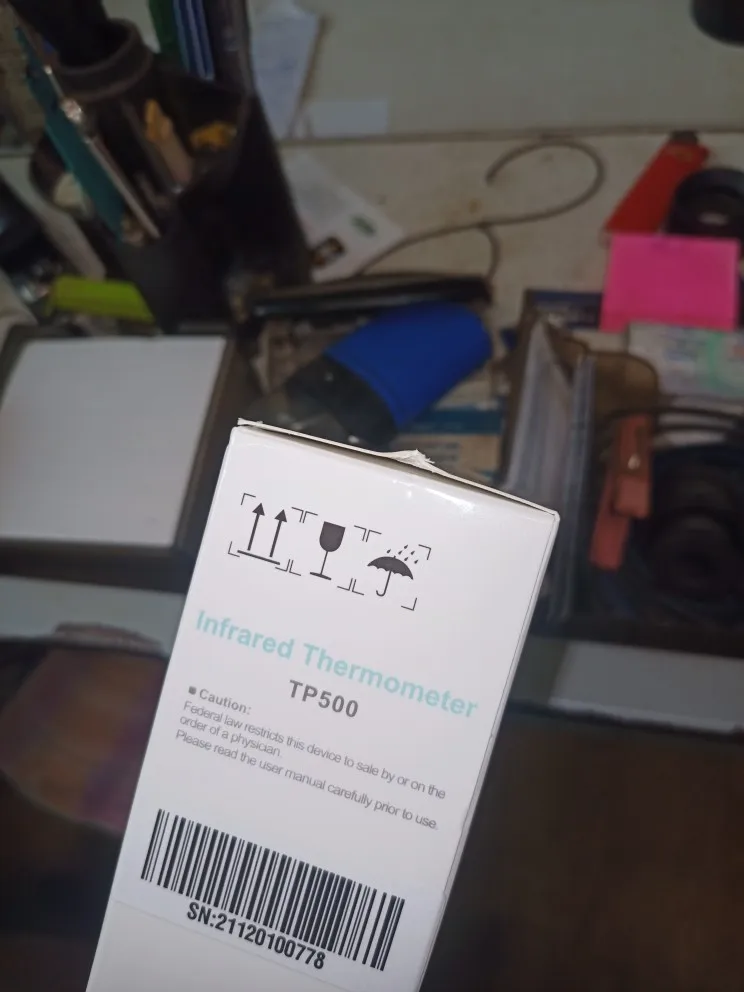 Infrared Thermometer
TP500
■ Caution:
Federal law restricts this device to sale by or on the
order of a physician.
Please read the user manual carefully prior to use.
SN:21120100778